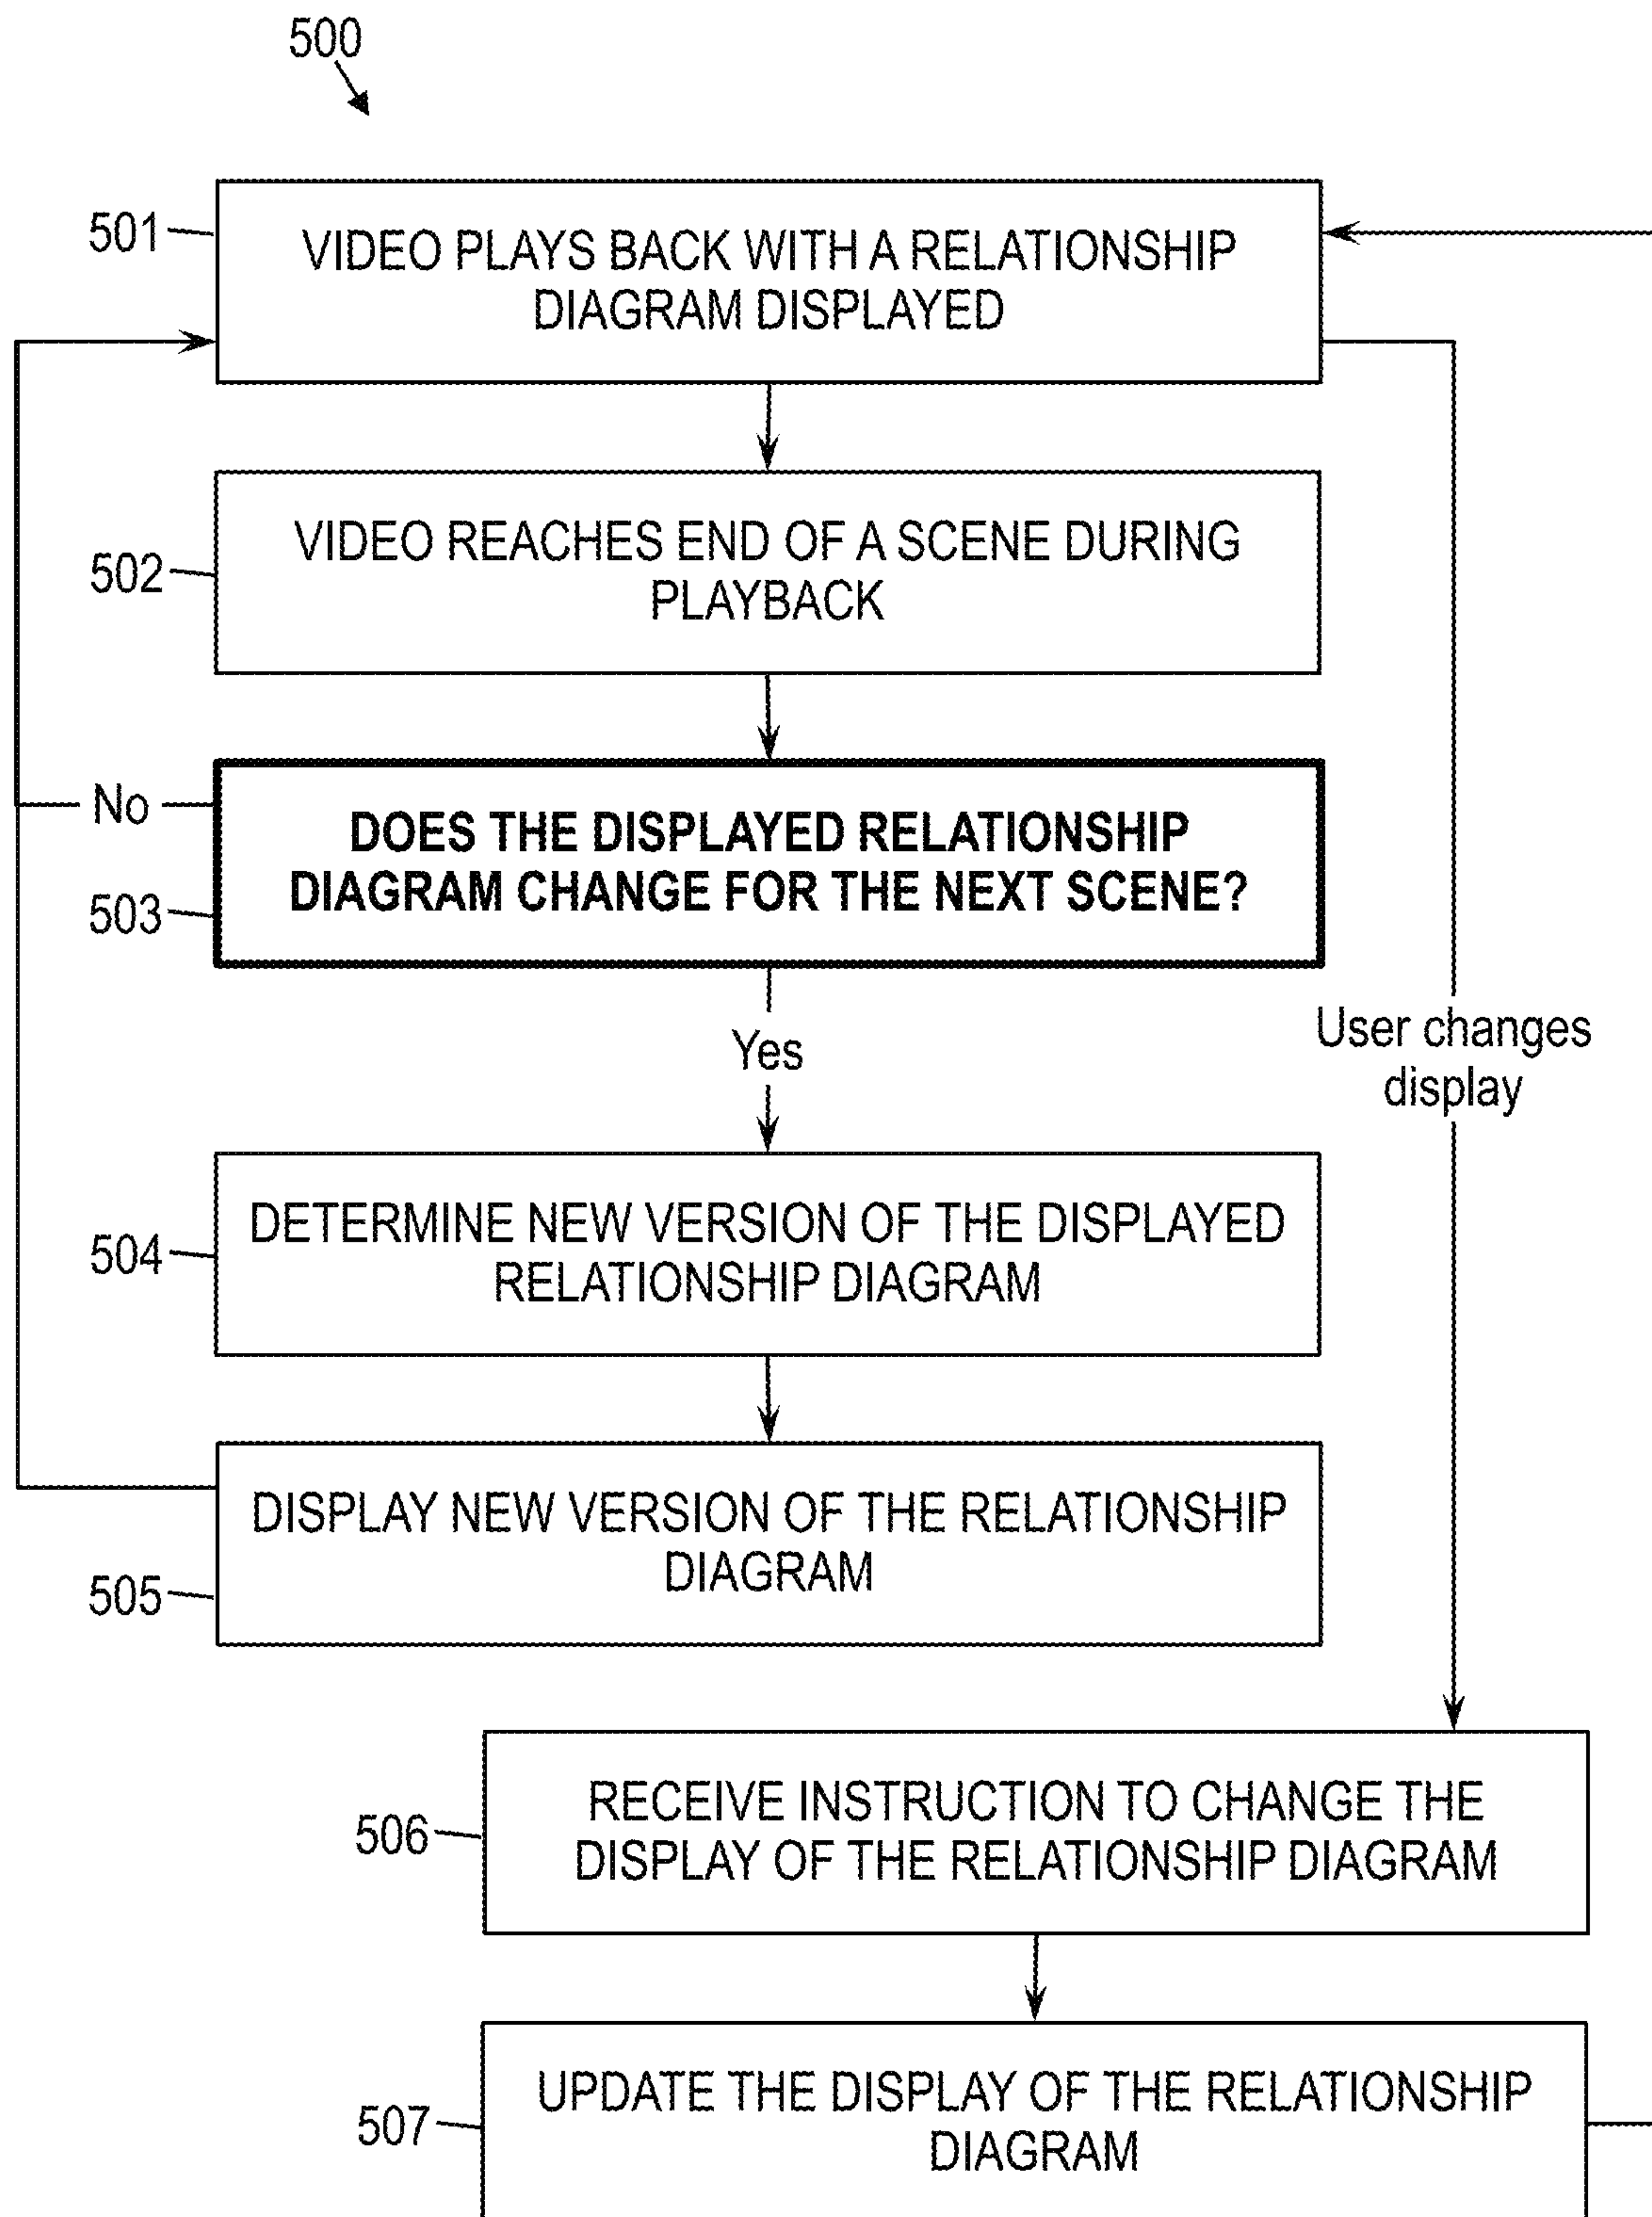 500
501
VIDEO PLAYS BACK WITH A RELATIONSHIP
DIAGRAM DISPLAYED
502
VIDEO REACHES END OF A SCENE DURING
PLAYBACK
No
503
DOES THE DISPLAYED RELATIONSHIP
DIAGRAM CHANGE FOR THE NEXT SCENE?
Yes
User changes
display
504
DETERMINE NEW VERSION OF THE DISPLAYED
RELATIONSHIP DIAGRAM
505
DISPLAY NEW VERSION OF THE RELATIONSHIP
DIAGRAM
506
RECEIVE INSTRUCTION TO CHANGE THE
DISPLAY OF THE RELATIONSHIP DIAGRAM
507
UPDATE THE DISPLAY OF THE RELATIONSHIP
DIAGRAM